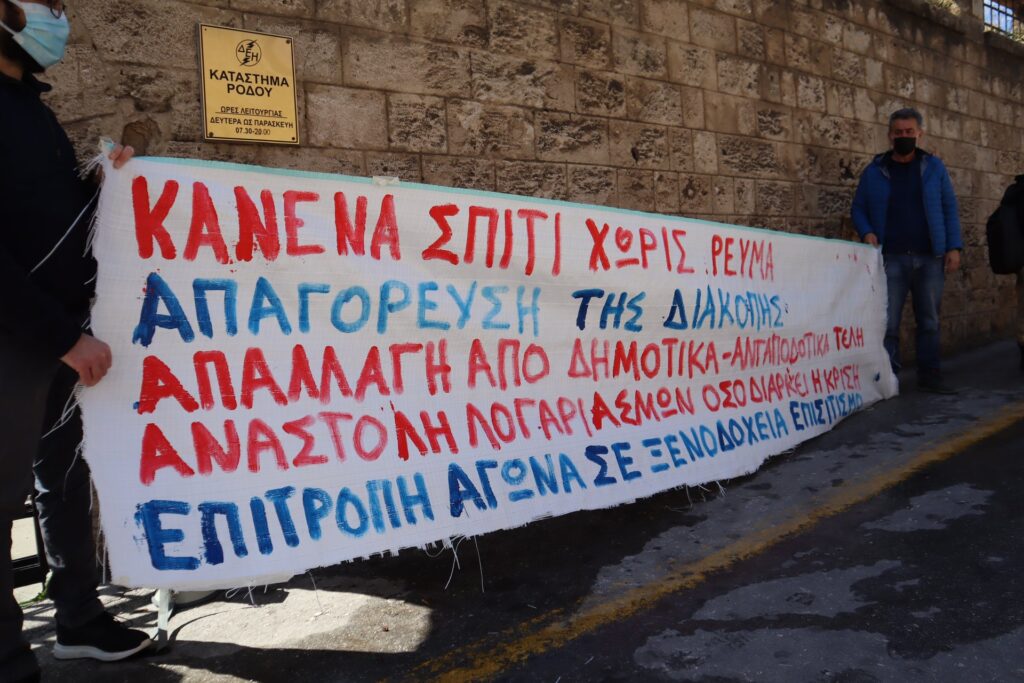 ΔΕΗ
ΚΑΤΑΣΤΗΜΑ
ΡΟΔΟΥ
ΩΡΕΣ ΛΕΙΤΟΥΡΓΙΑΣ
ΔΕΥΤΕΡΑ ΩΣ ΠΑΡΑΣΚΕΥΗ
07.30-20.00
ΚΑΝΕΝΑ ΣΠΙΤΙ ΧΩΡΙΣ ΡΕΥΜΑ
ΑΠΑΓΟΡΕΥΣΗ ΤΗΣ ΔΙΑΚΟΠΗΣ
ΑΠΑΛΛΑΓΗ ΑΠΟ ΔΗΜΟΤΙΚΑ-ΑΝΤΑΠΟΔΟΤΙΚΑ ΤΕΛΗ
ΑΝΑΣΤΟΛΗ ΛΟΓΑΡΙΑΣΜΩΝ ΟΣΟ ΔΙΑΡΚΕΙ Η ΚΡΙΣΗ
ΕΠΙΤΡΟΠΗ ΑΓΩΝΑ ΣΕ ΞΕΝΟΔΟΧΕΙΑ ΕΠΙΣΙΤΙΣΜΟ